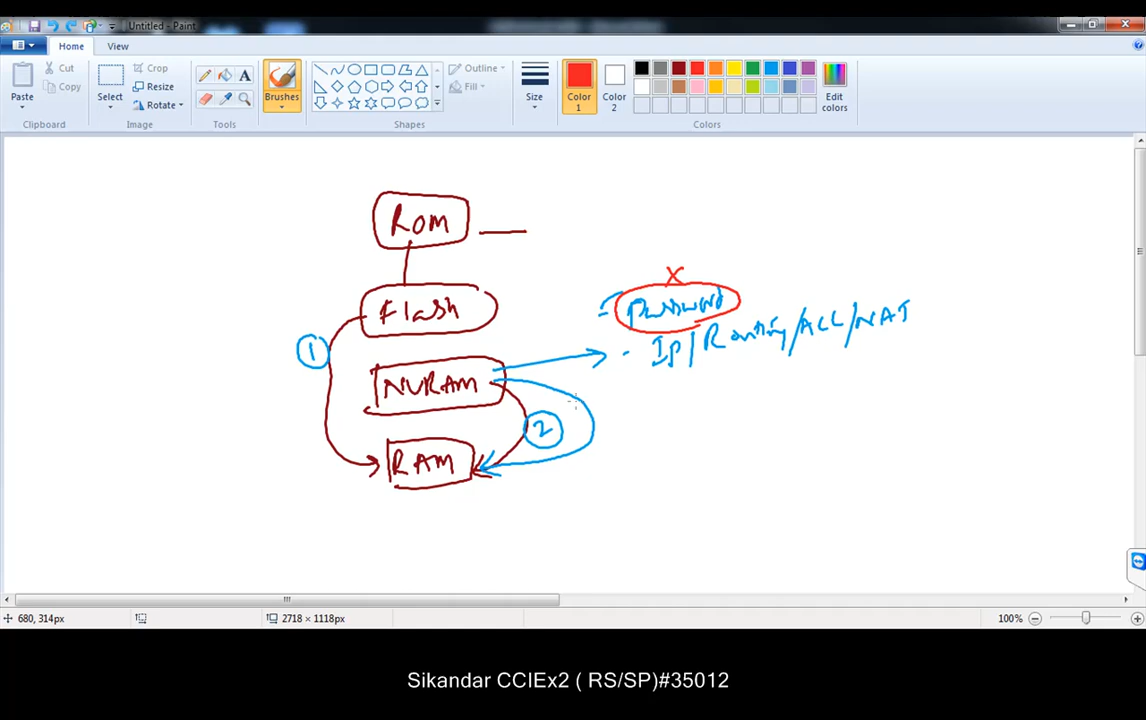 Untitled - Paint
Home View
Cut
Copy
Paste
Clipboard
Select
Crop
Resize
Rotate
Image
A
Tools
Brushes
Outline
Fill
Shapes
Size
Color 1
Color 2
Edit colors
Colors
ROM
X
Flash
- Password
1
- IP/Routing/ACL/NAT
NVRAM
2
RAM
680, 314px
2718 × 1118px
100%
Sikandar CCIEx2 ( RS/SP)#35012